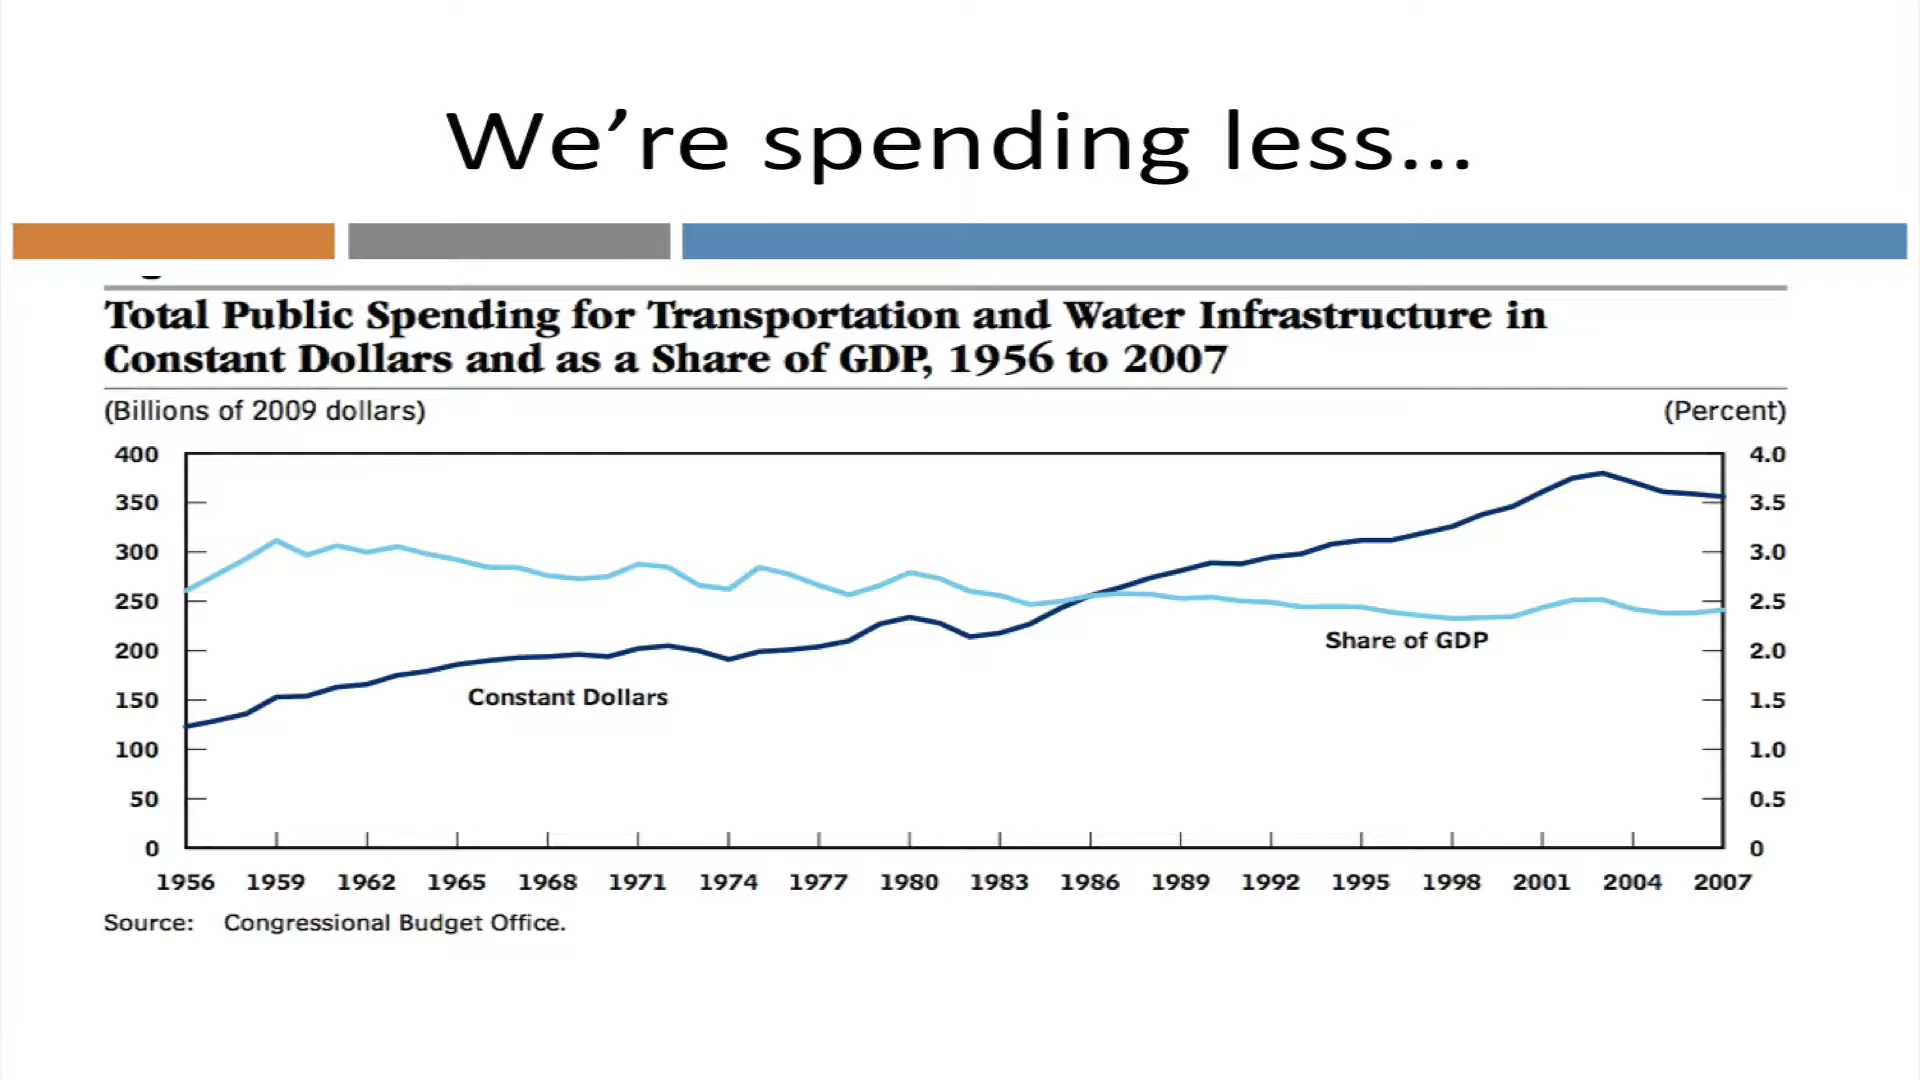 We’re spending less…
Total Public Spending for Transportation and Water Infrastructure in
Constant Dollars and as a Share of GDP, 1956 to 2007
(Billions of 2009 dollars) (Percent)
400 4.0
350 3.5
300 3.0
250 2.5
Share of GDP
200 2.0
Constant Dollars
150 1.5
100 1.0
50 0.5
0 0
1956 1959 1962 1965 1968 1971 1974 1977 1980 1983 1986 1989 1992 1995 1998 2001 2004 2007
Source: Congressional Budget Office.